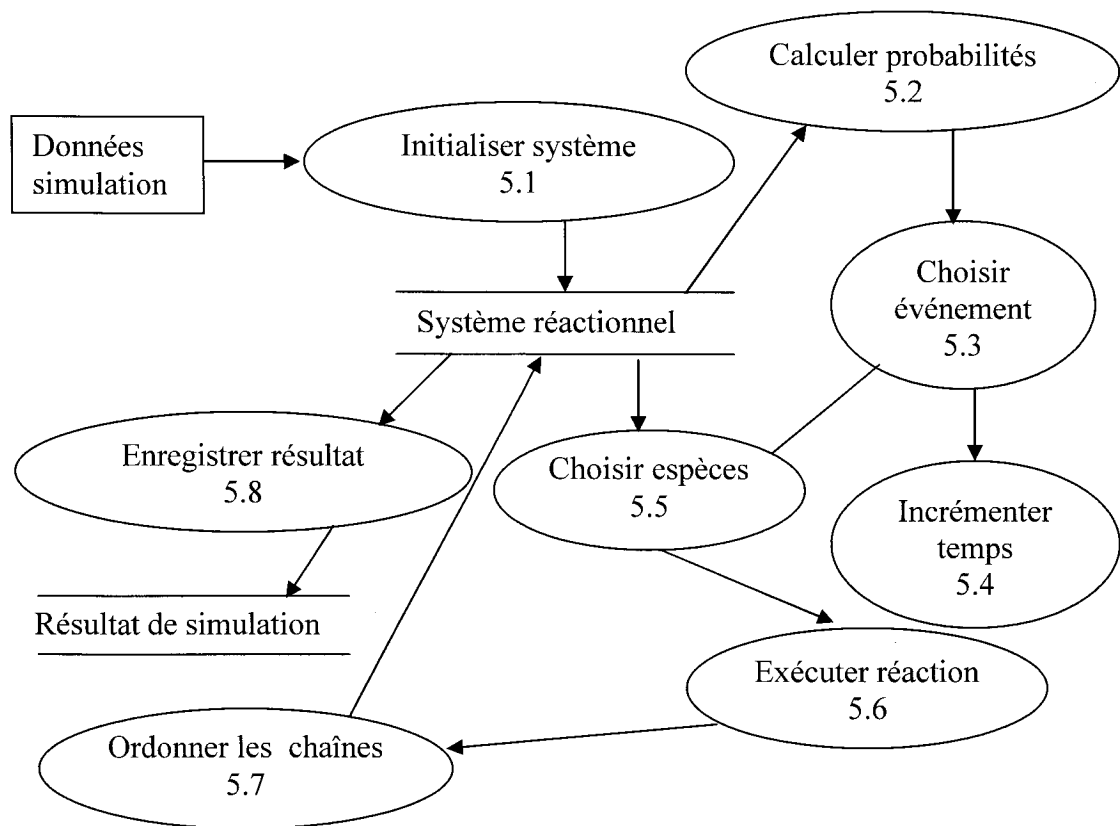 Calculer probabilités
5.2
Données
simulation
Initialiser système
5.1
Choisir
événement
5.3
Système réactionnel
Enregistrer résultat
5.8
Choisir espèces
5.5
Incrémenter
temps
5.4
Résultat de simulation
Exécuter réaction
5.6
Ordonner les chaînes
5.7